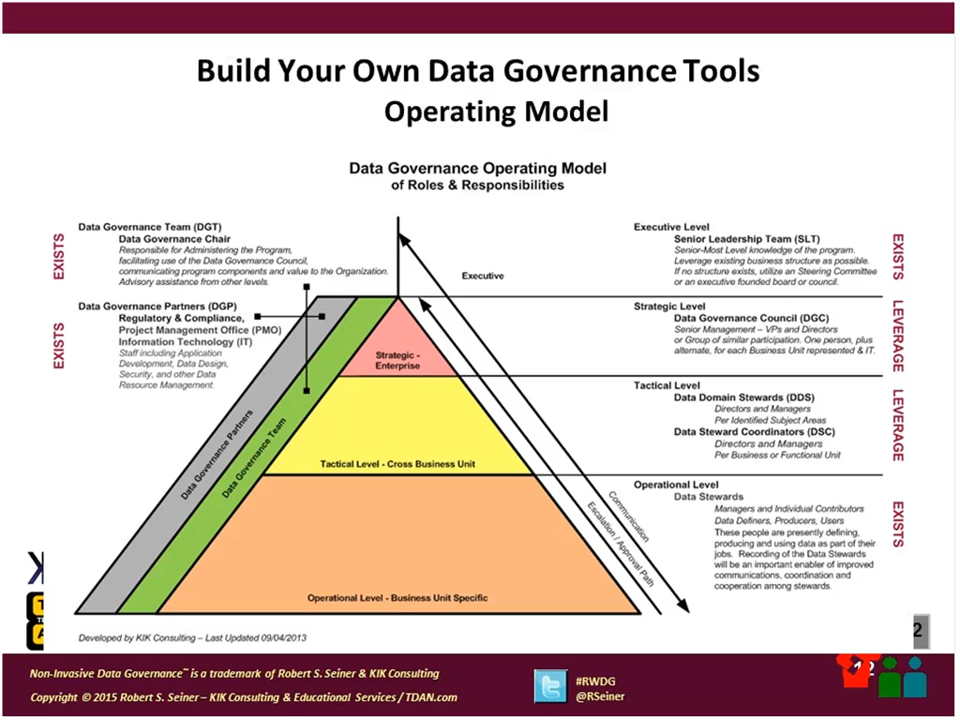 Build Your Own Data Governance Tools
Operating Model
Data Governance Operating Model
of Roles & Responsibilities
EXISTS
Data Governance Team (DGT)
Data Governance Chair
Responsible for Administering the Program,
facilitating use of the Data Governance Council,
communicating program components and value to the Organization.
Advisory assistance from other levels.
EXISTS
Data Governance Partners (DGP)
Regulatory & Compliance,
Project Management Office (PMO)
Information Technology (IT)
Staff including Application
Development, Data Design,
Security, and other Data
Resource Management.
Executive
Strategic -
Enterprise
Tactical Level - Cross Business Unit
Operational Level - Business Unit Specific
Data Governance Partners
Data Governance Team
Communication
Escalation / Approval Path
Executive Level
Senior Leadership Team (SLT)
Senior-Most Level knowledge of the program.
Leverage existing business structure as possible.
If no structure exists, utilize an Steering Committee
or an executive founded board or council.
EXISTS
Strategic Level
Data Governance Council (DGC)
Senior Management – VPs and Directors
or Group of similar participation. One person, plus
alternate, for each Business Unit represented & IT.
LEVERAGE
Tactical Level
Data Domain Stewards (DDS)
Directors and Managers
Per Identified Subject Areas
Data Steward Coordinators (DSC)
Directors and Managers
Per Business or Functional Unit
LEVERAGE
Operational Level
Data Stewards
Managers and Individual Contributors
Data Definers, Producers, Users
These people are presently defining,
producing and using data as part of their
jobs. Recording of the Data Stewards
will be an important enabler of improved
communications, coordination and
cooperation among stewards.
EXISTS
Developed by KIK Consulting – Last Updated 09/04/2013
2
Non-Invasive Data Governance™ is a trademark of Robert S. Seiner & KIK Consulting
Copyright © 2015 Robert S. Seiner – KIK Consulting & Educational Services / TDAN.com
#RWDG
@RSeiner
12